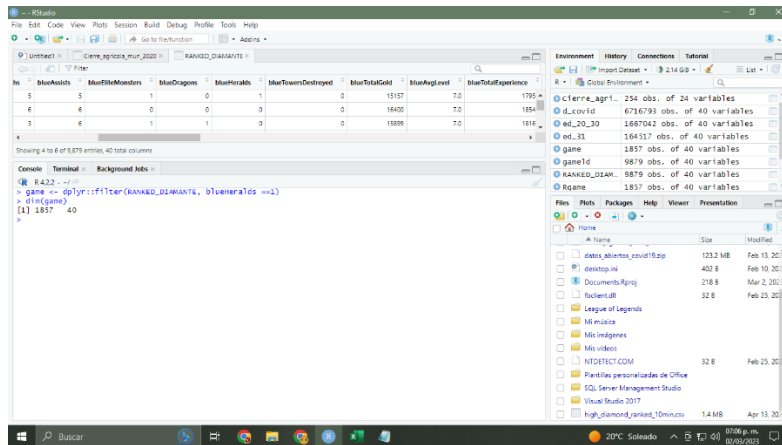 ~ - RStudio
File Edit Code View Plots Session Build Debug Profile Tools Help
Go to file/function Addins
Untitled1 × Cierre_agricola_mun_2020 × RANKED_DIAMANTE ×
Filter
hs blueAssists blueEliteMonsters blueDragons blueHeralds blueTowersDestroyed blueTotalGold blueAvgLevel blueTotalExperience
5 5 1 0 1 0 15157 7.0 1795
6 6 0 0 0 0 16400 7.0 1854
3 6 1 1 0 0 15899 7.0 1816
Showing 4 to 6 of 9,879 entries, 40 total columns
Console Terminal × Background Jobs ×
R 4.2.2 · ~/
> game <- dplyr::filter(RANKED_DIAMANTE, blueHeralds ==1)
> dim(game)
[1] 1857 40
>
Environment History Connections Tutorial
Import Dataset 2.14 GiB List
R Global Environment
Cierre_agri… 254 obs. of 24 variables
d_covid 6716793 obs. of 40 variables
ed_20_30 1667042 obs. of 40 variables
ed_31 164517 obs. of 40 variables
game 1857 obs. of 40 variables
gameld 9879 obs. of 40 variables
RANKED_DIAM… 9879 obs. of 40 variables
Rgame 1857 obs. of 40 variables
Files Plots Packages Help Viewer Presentation
Home
Name Size Modified
datos_abiertos_covid19.zip 123.2 MB Feb 13, 20
desktop.ini 402 B Feb 10, 20
Documents.Rproj 218 B Mar 2, 202
fbclient.dll 32 B Feb 25, 20
League of Legends
Mi música
Mis imágenes
Mis vídeos
NTDETECT.COM 32 B Feb 25, 20
Plantillas personalizadas de Office
SQL Server Management Studio
Visual Studio 2017
high_diamond_ranked_10min.csv 1.4 MB Apr 13, 20
Buscar
20°C Soleado 07:06 p. m.
02/03/2023